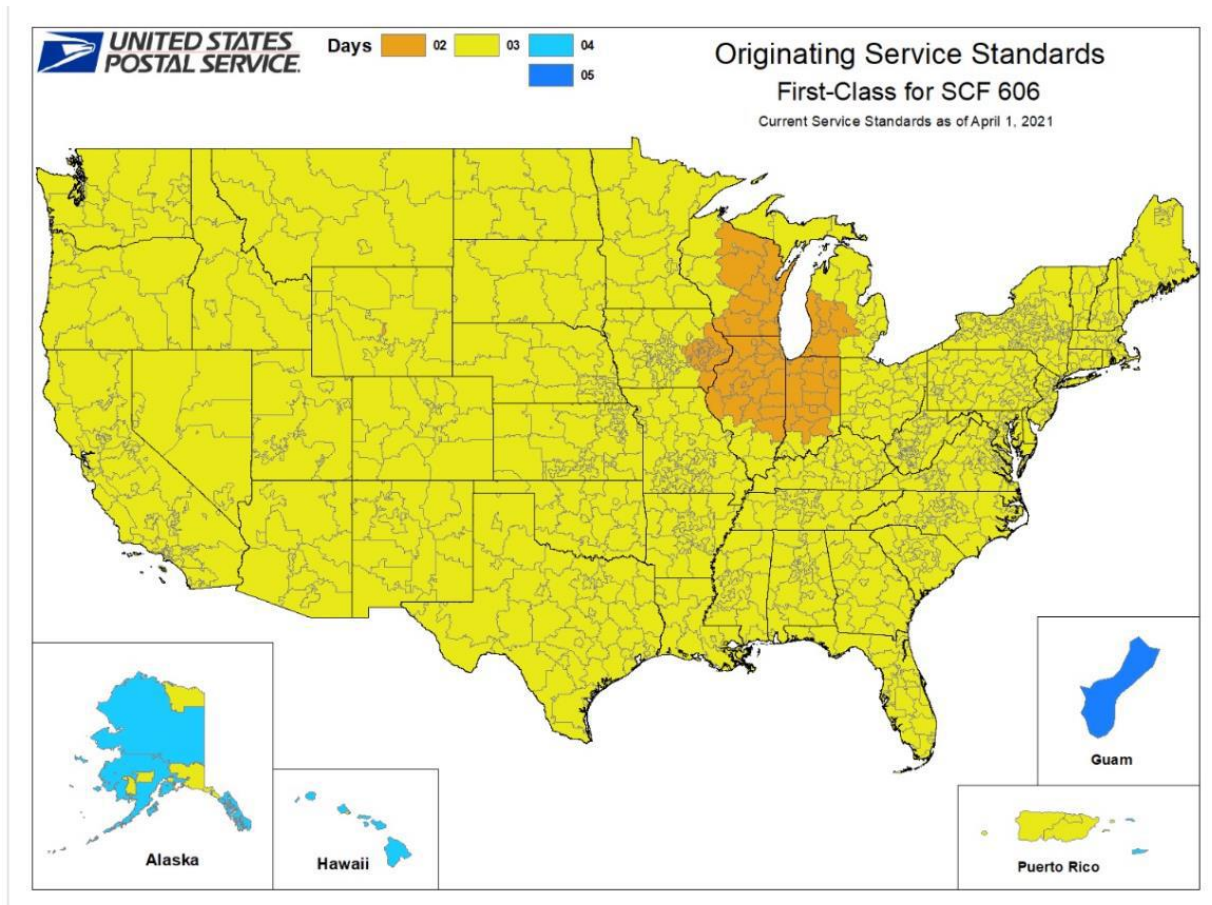 UNITED STATES
POSTAL SERVICE.
Days 02 03 04
05
Originating Service Standards
First-Class for SCF 606
Current Service Standards as of April 1, 2021
Alaska
Hawaii
Guam
Puerto Rico